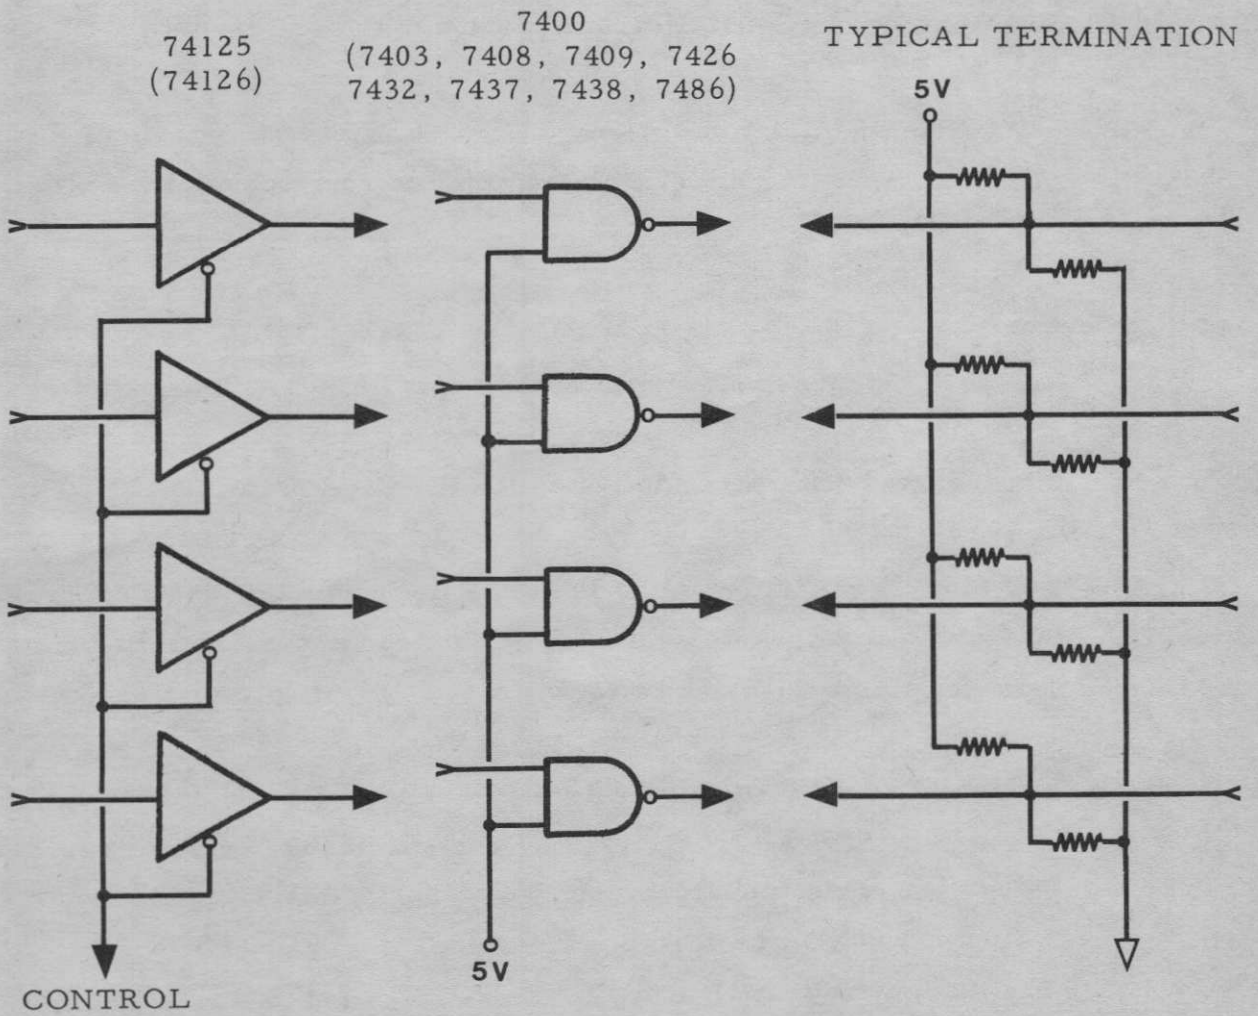 74125
(74126)
7400
(7403, 7408, 7409, 7426
7432, 7437, 7438, 7486)
TYPICAL TERMINATION
5V
5V
CONTROL